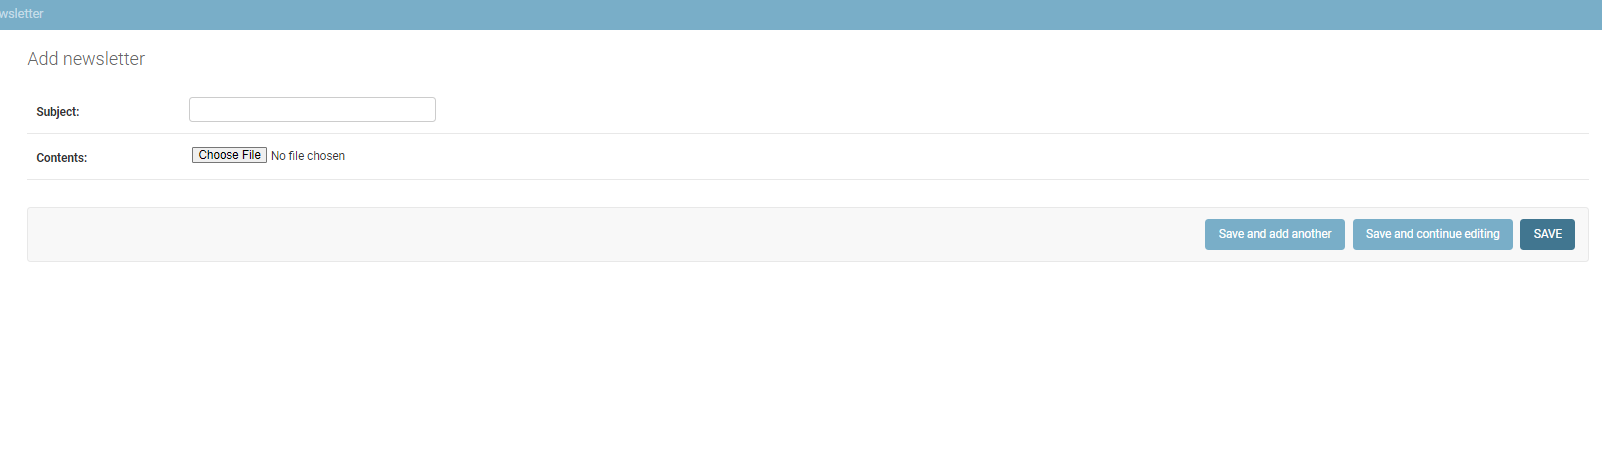 wsletter
Add newsletter
Subject:
Contents: Choose File No file chosen
Save and add another Save and continue editing SAVE